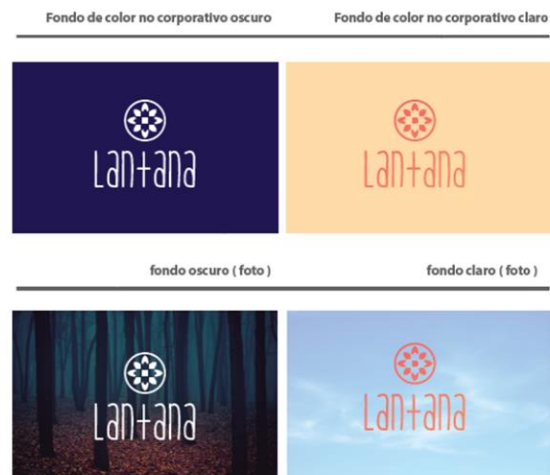 Fondo de color no corporativo oscuro
Fondo de color no corporativo claro
Lantana
Lantana
fondo oscuro ( foto )
fondo claro ( foto )
Lantana
Lantana